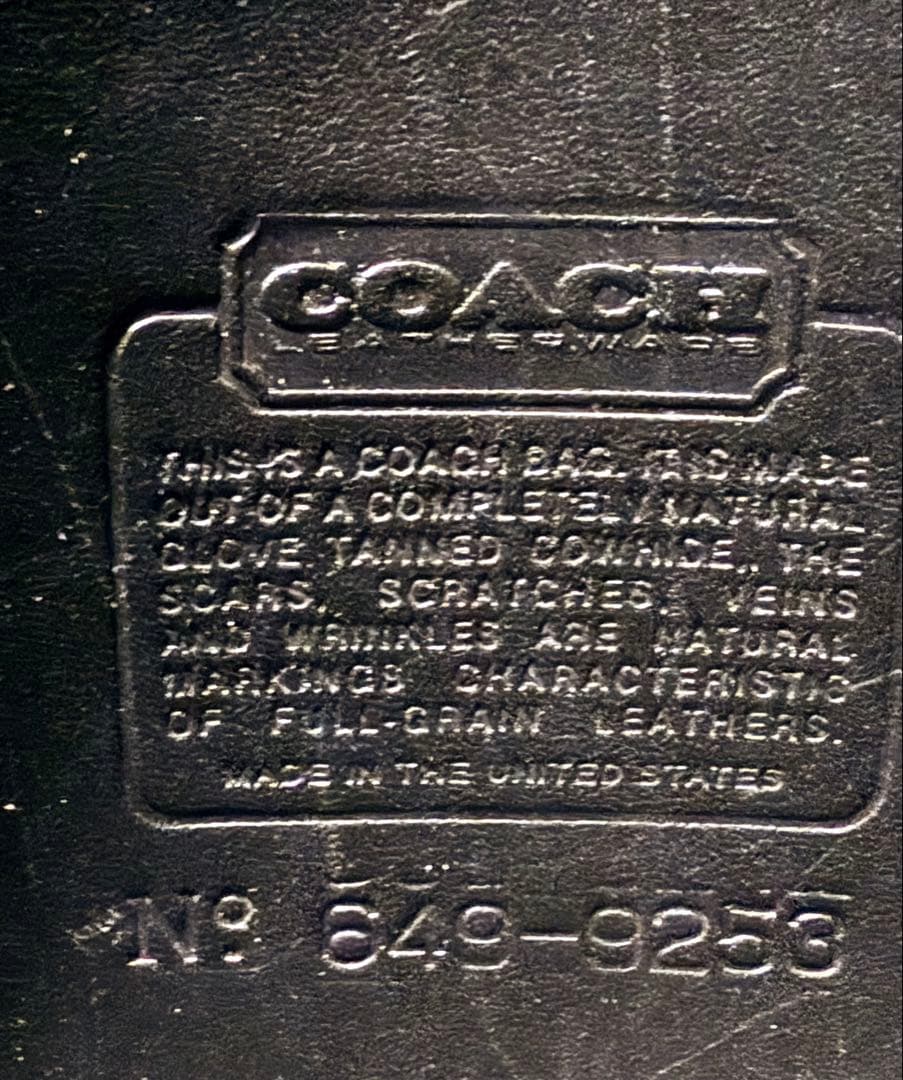 COACH
LEATHERWARE
THIS IS A COACH BAG. IT IS MADE
OUT OF A COMPLETELY NATURAL
GLOVE TANNED COWHIDE. THE
SCARS, SCRATCHES, VEINS
AND WRINKLES ARE NATURAL
MARKINGS CHARACTERISTIC
OF FULL-GRAIN LEATHERS.
MADE IN THE UNITED STATES
Nº 649-9253